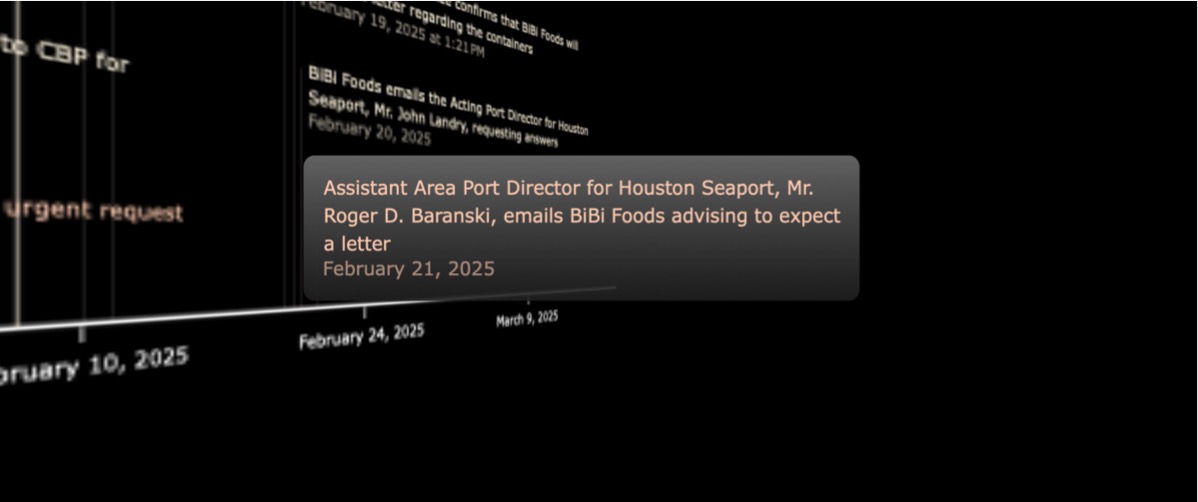 confirms that BiBi Foods will
letter regarding the containers
February 19, 2025 at 1:21PM
to CBP for
BiBi Foods emails the Acting Port Director for Houston
Seaport, Mr. John Landry, requesting answers
February 20, 2025
Assistant Area Port Director for Houston Seaport, Mr.
Roger D. Baranski, emails BiBi Foods advising to expect
a letter
February 21, 2025
urgent request
10, 2025
February 24, 2025
March 9, 2025